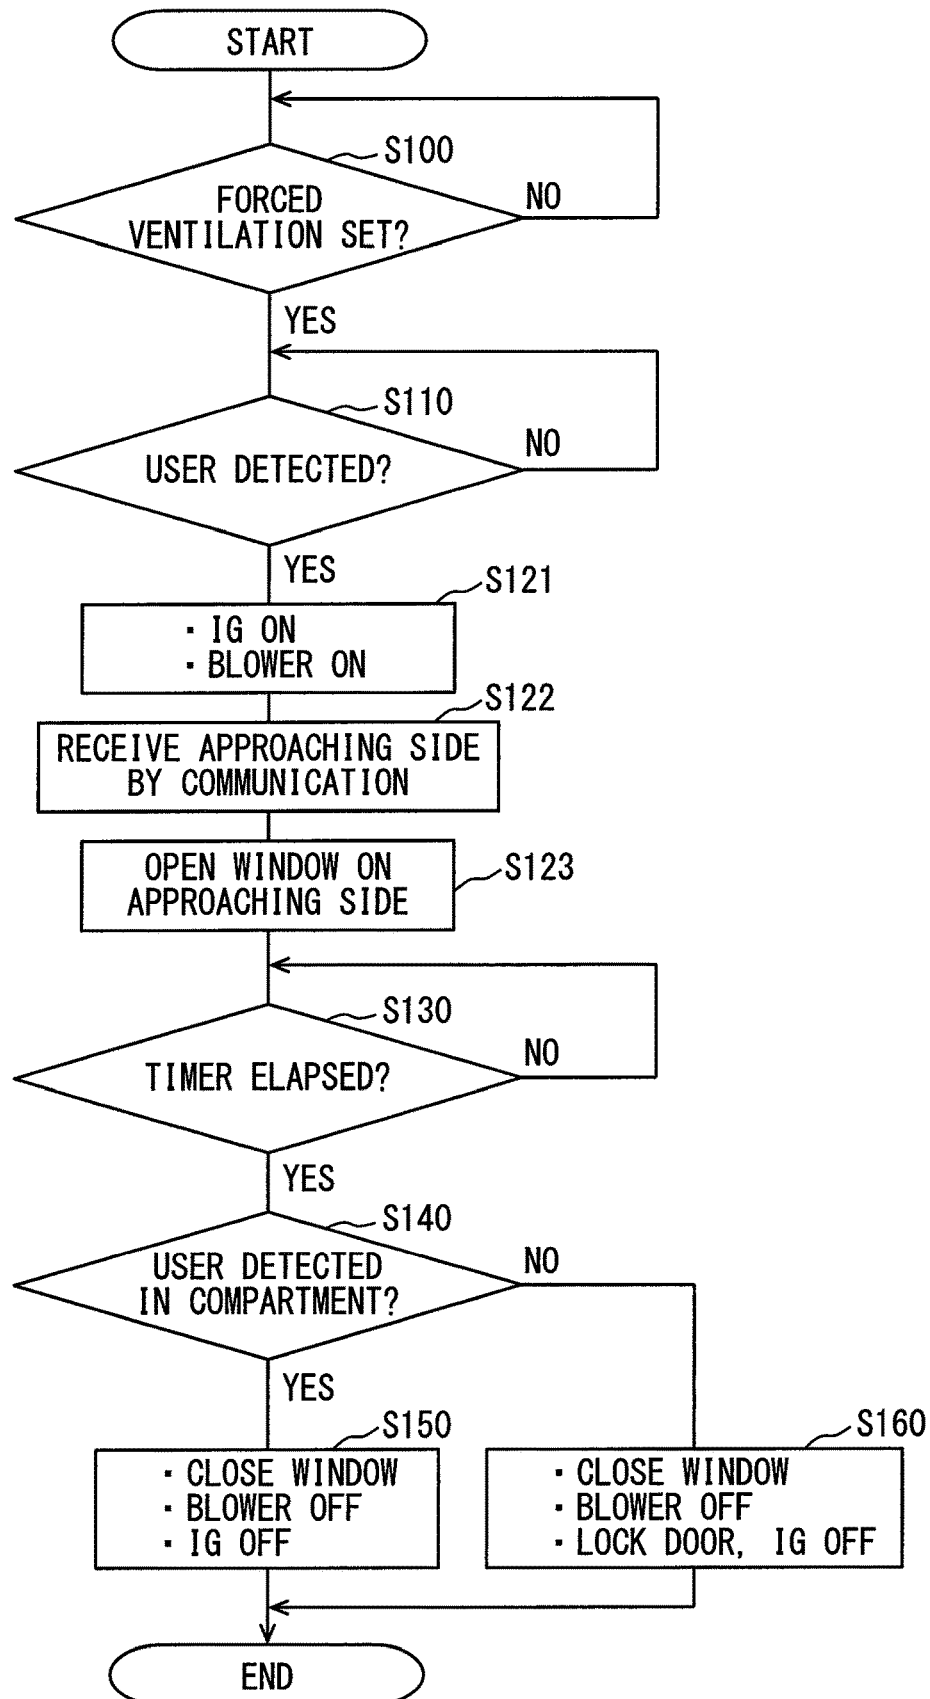 START
S100
FORCED
VENTILATION SET?
NO
YES
S110
USER DETECTED?
NO
YES
S121
・IG ON
・BLOWER ON
S122
RECEIVE APPROACHING SIDE
BY COMMUNICATION
OPEN WINDOW ON
APPROACHING SIDE
S123
S130
TIMER ELAPSED?
NO
YES
S140
USER DETECTED
IN COMPARTMENT?
NO
YES
S150
・CLOSE WINDOW
・BLOWER OFF
・IG OFF
S160
・CLOSE WINDOW
・BLOWER OFF
・LOCK DOOR, IG OFF
END